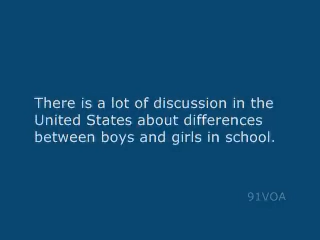 There is a lot of discussion in the
United States about differences
between boys and girls in school.
91VOA